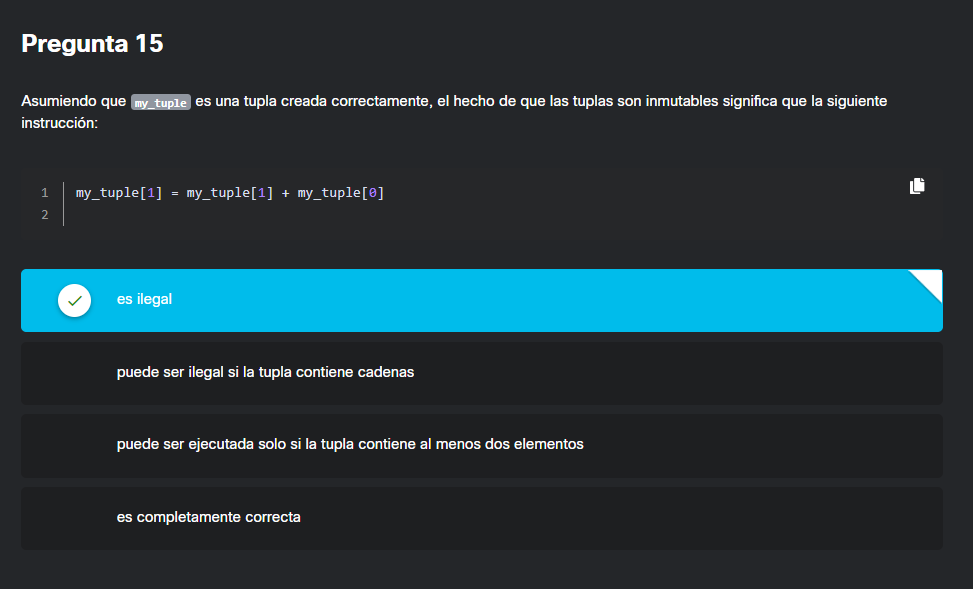 Pregunta 15
Asumiendo que my_tuple es una tupla creada correctamente, el hecho de que las tuplas son inmutables significa que la siguiente
instrucción:
1 my_tuple[1] = my_tuple[1] + my_tuple[0]
2
es ilegal
puede ser ilegal si la tupla contiene cadenas
puede ser ejecutada solo si la tupla contiene al menos dos elementos
es completamente correcta